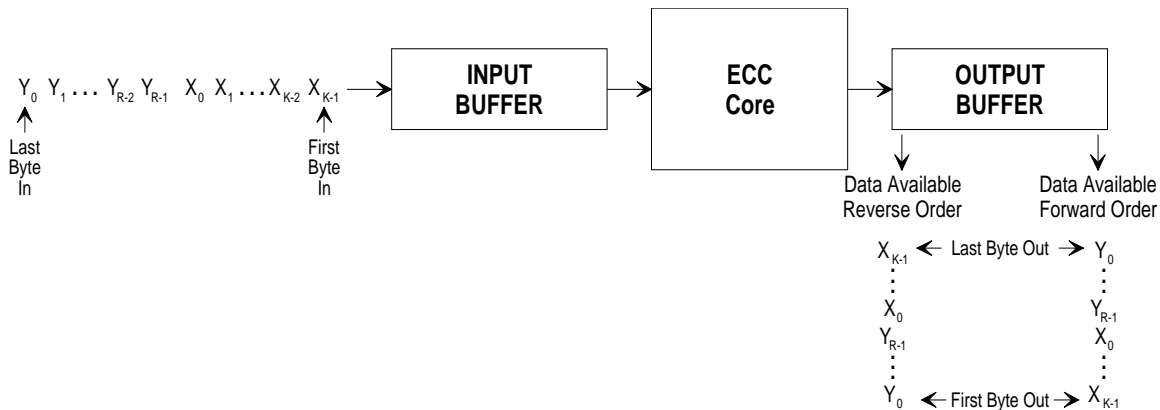 Y0 Y1 ... YR-2 YR-1 X0 X1 ... XK-2 XK-1
Last
Byte
In
First
Byte
In
INPUT
BUFFER
ECC
Core
OUTPUT
BUFFER
Data Available
Reverse Order
Data Available
Forward Order
XK-1 Last Byte Out Y0
X0 YR-1
YR-1 X0
Y0 First Byte Out XK-1